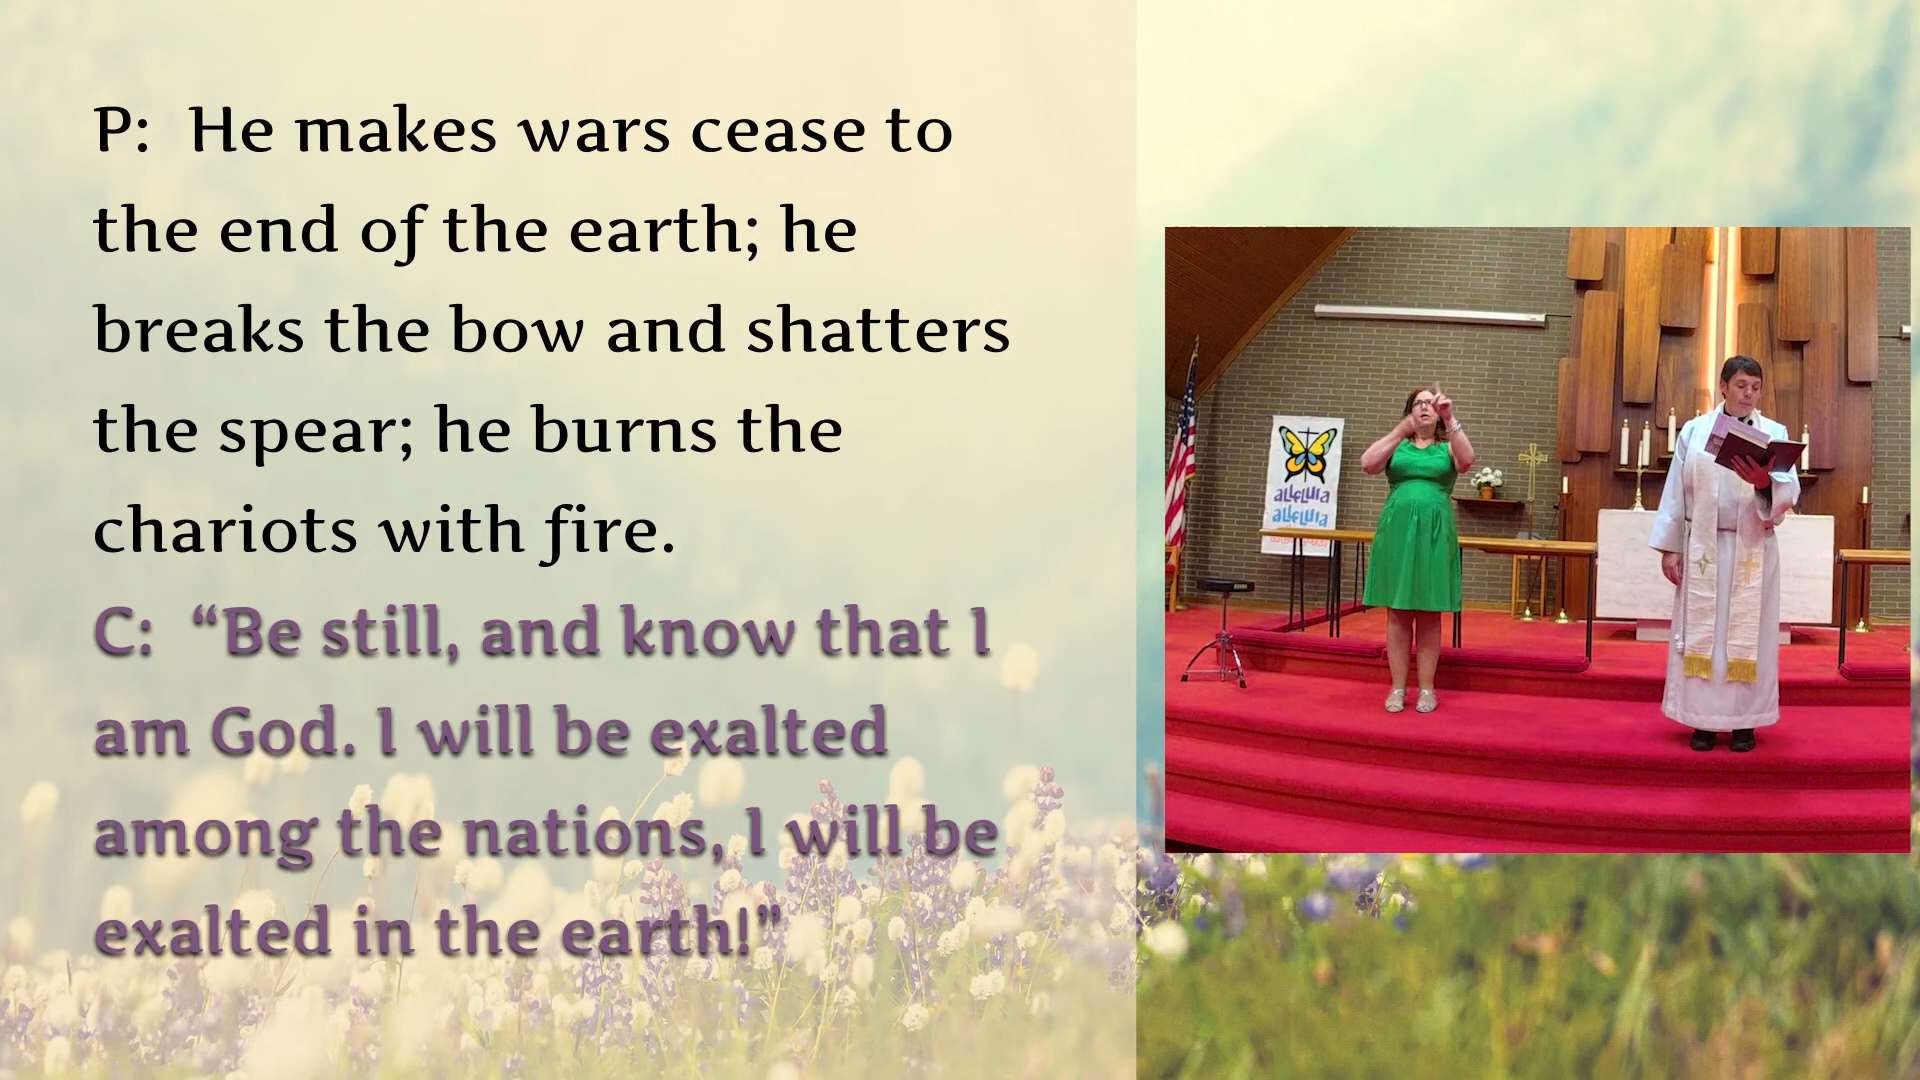 P: He makes wars cease to
the end of the earth; he
breaks the bow and shatters
the spear; he burns the
chariots with fire.
C: “Be still, and know that I
am God. I will be exalted
among the nations, I will be
exalted in the earth!”
alleluia
alleluia